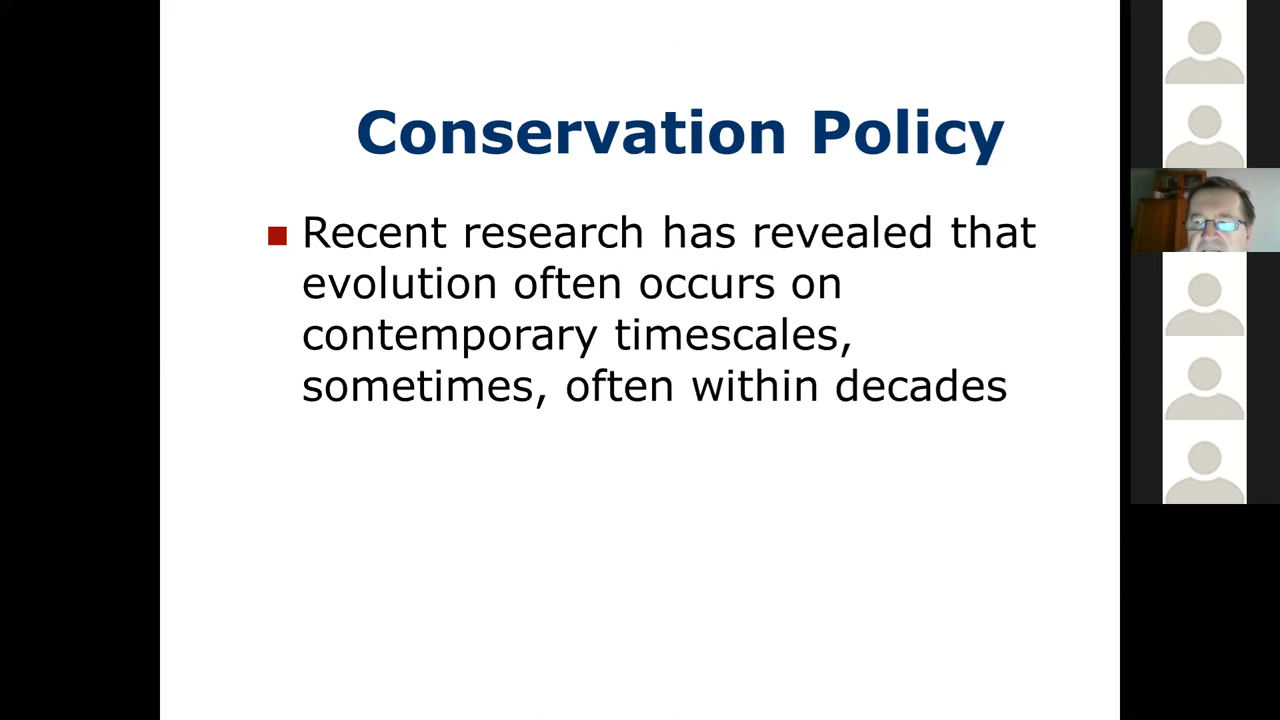 Conservation Policy
Recent research has revealed that
evolution often occurs on
contemporary timescales,
sometimes, often within decades